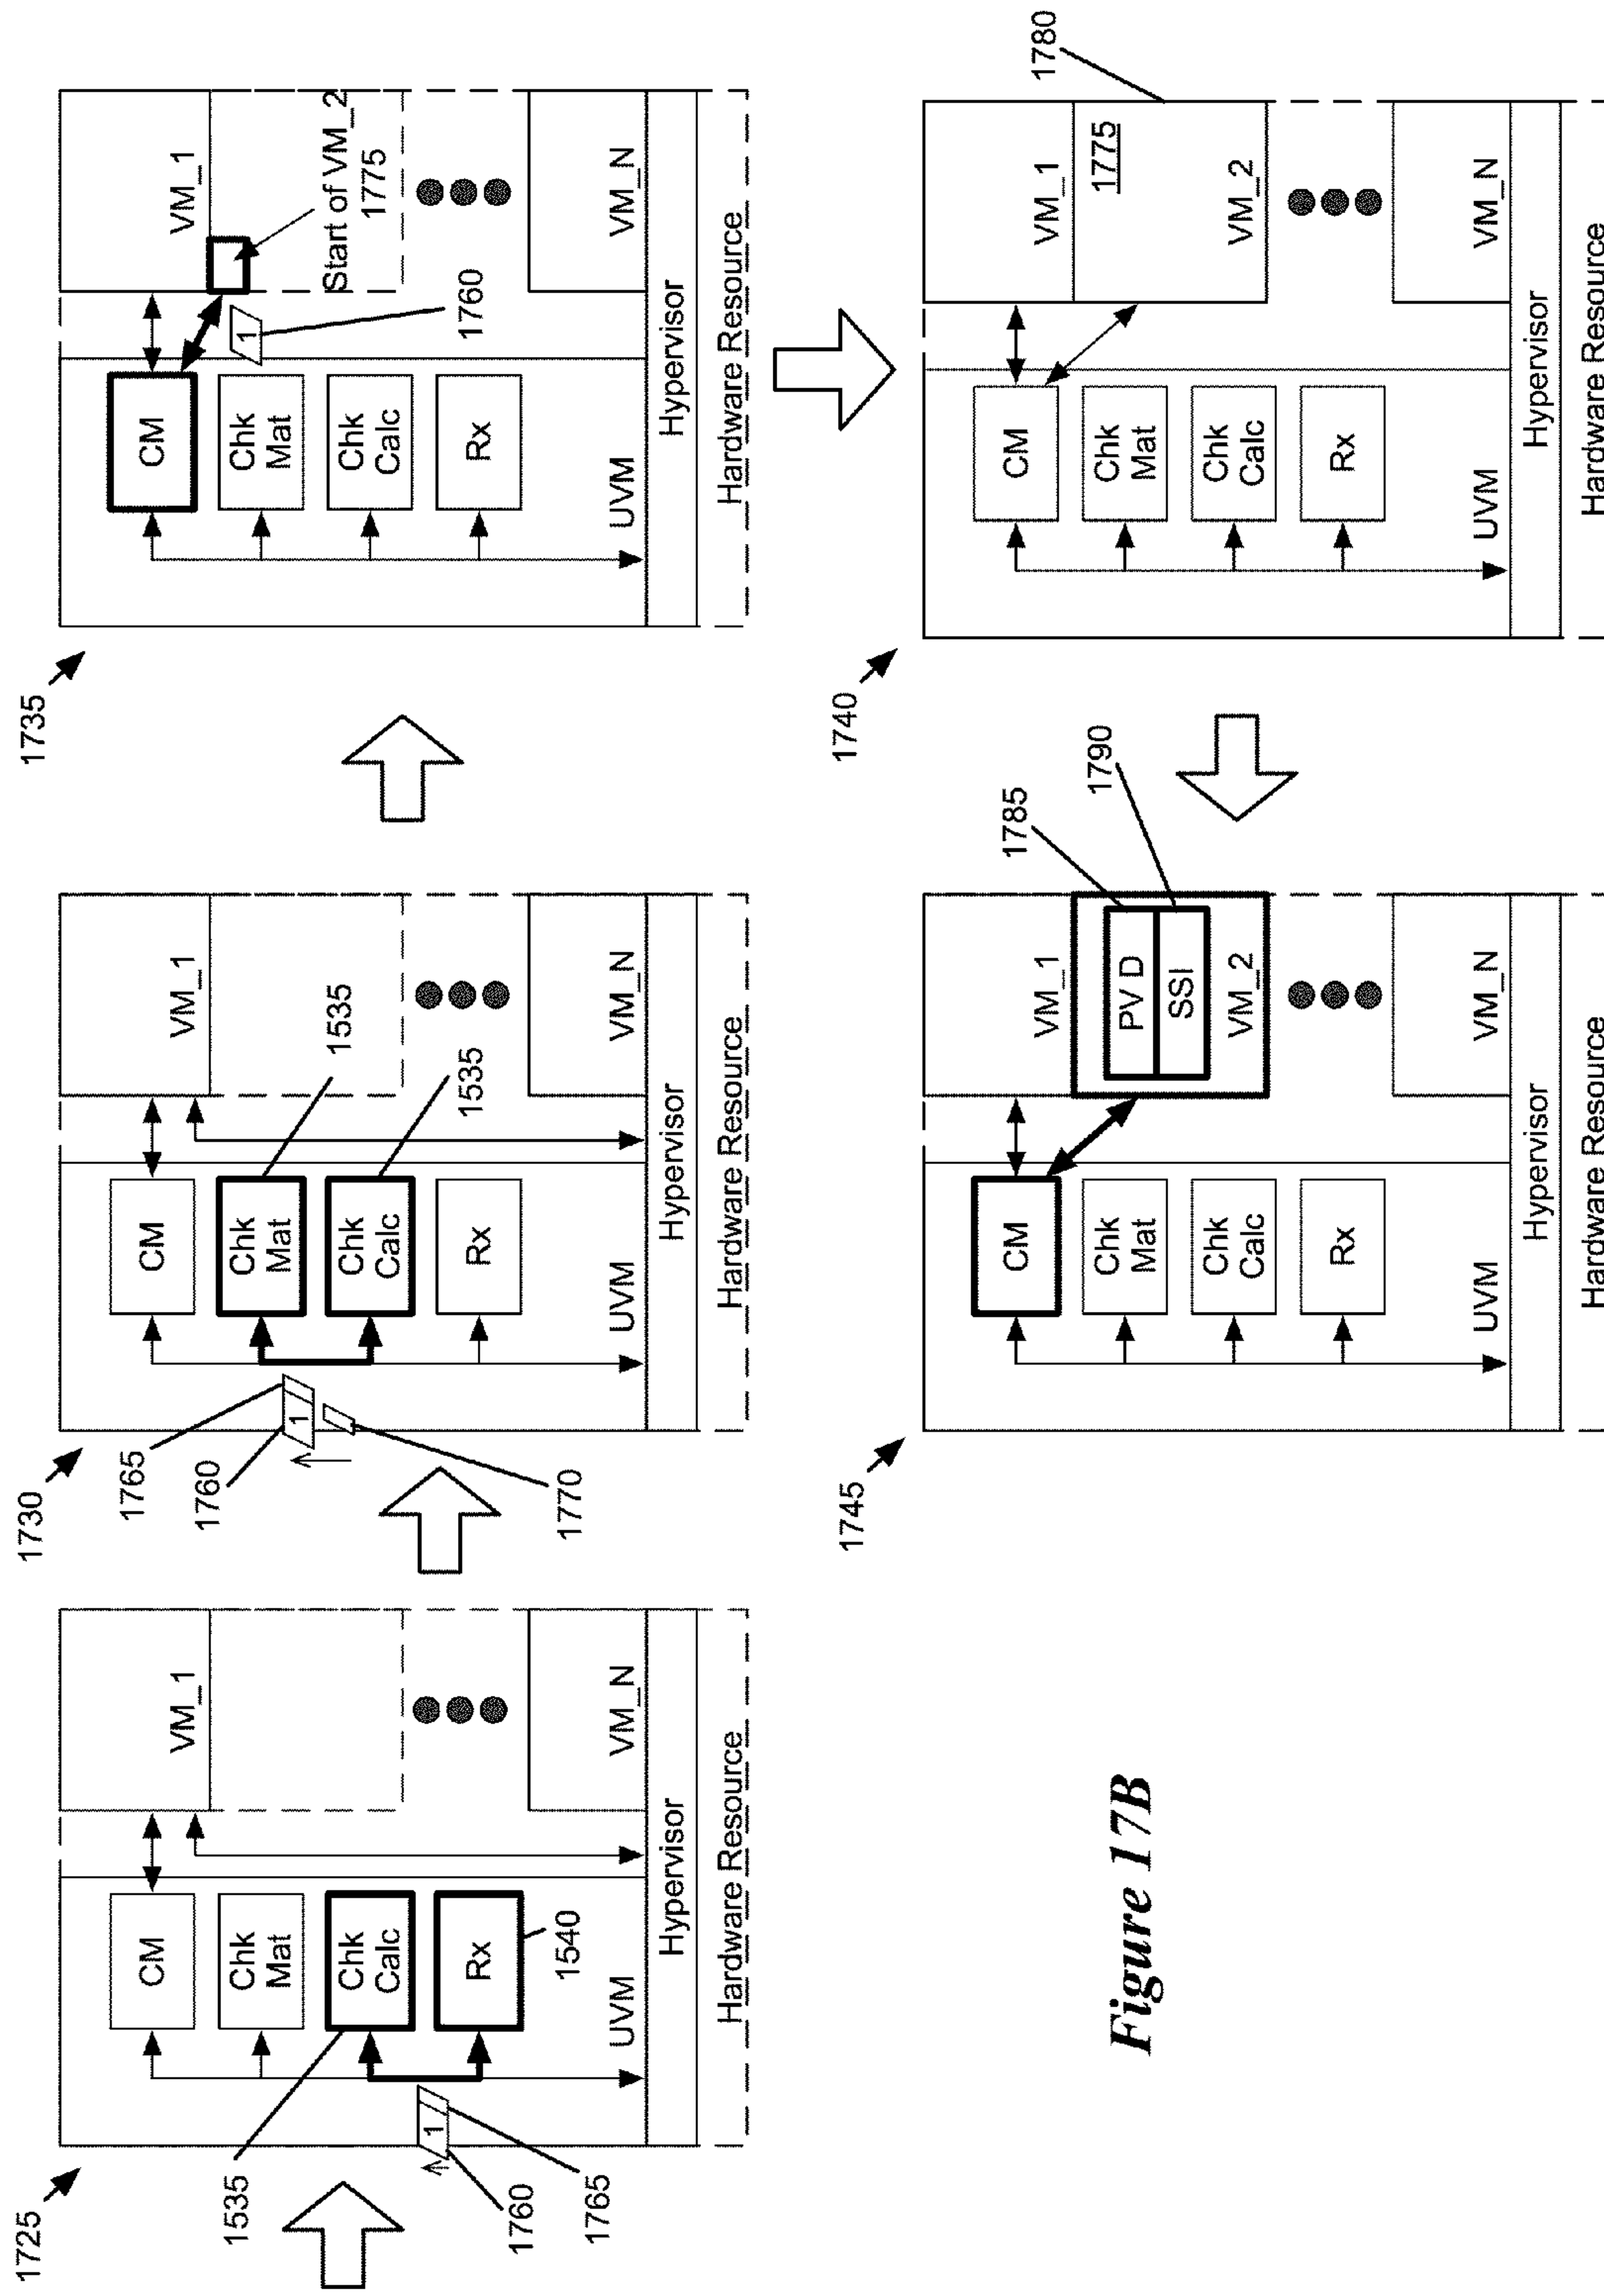 1725
CM
Chk
Mat
Chk
Calc
Rx
UVM
VM_1
VM_N
Hypervisor
Hardware Resource
1535
1540
1
1760
1765
1730
CM
Chk
Mat
Chk
Calc
Rx
UVM
VM_1
VM_N
Hypervisor
Hardware Resource
1535
1535
1765
1760
1
1770
1735
CM
Chk
Mat
Chk
Calc
Rx
UVM
VM_1
Start of VM_2
1775
1
1760
VM_N
Hypervisor
Hardware Resource
1745
CM
Chk
Mat
Chk
Calc
Rx
UVM
VM_1
PV D
SSI
VM_2
1785
1790
VM_N
Hypervisor
Hardware Resource
1740
CM
Chk
Mat
Chk
Calc
Rx
UVM
VM_1
1775
VM_2
1780
VM_N
Hypervisor
Hardware Resource
Figure 17B